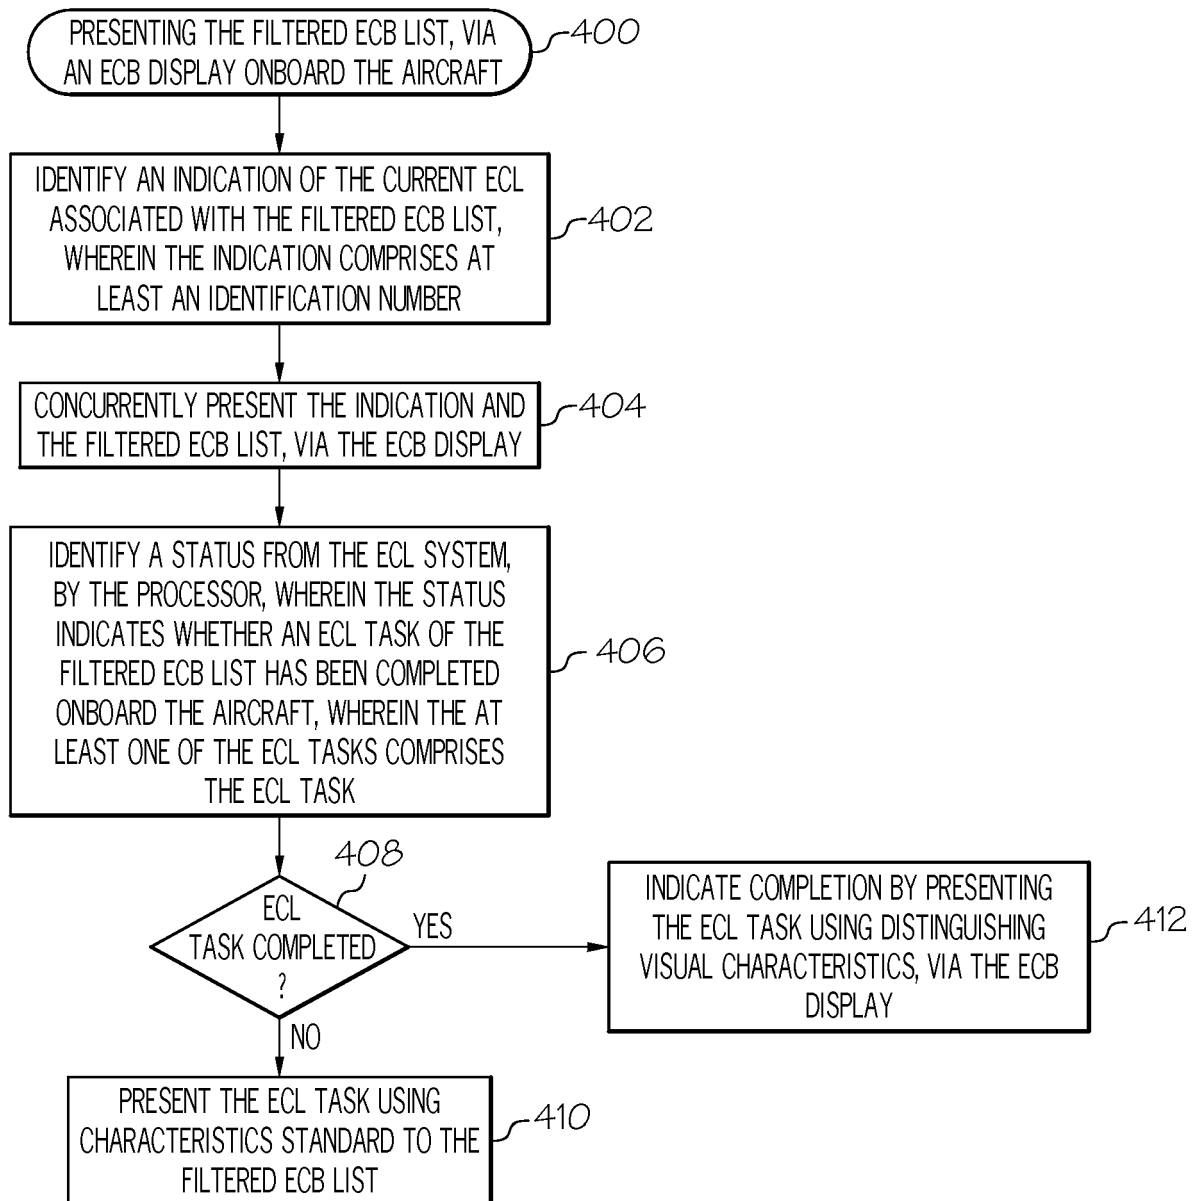 PRESENTING THE FILTERED ECB LIST, VIA
AN ECB DISPLAY ONBOARD THE AIRCRAFT
400
IDENTIFY AN INDICATION OF THE CURRENT ECL
ASSOCIATED WITH THE FILTERED ECB LIST,
WHEREIN THE INDICATION COMPRISES AT
LEAST AN IDENTIFICATION NUMBER
402
CONCURRENTLY PRESENT THE INDICATION AND
THE FILTERED ECB LIST, VIA THE ECB DISPLAY
404
IDENTIFY A STATUS FROM THE ECL SYSTEM,
BY THE PROCESSOR, WHEREIN THE STATUS
INDICATES WHETHER AN ECL TASK OF THE
FILTERED ECB LIST HAS BEEN COMPLETED
ONBOARD THE AIRCRAFT, WHEREIN THE AT
LEAST ONE OF THE ECL TASKS COMPRISES
THE ECL TASK
406
408
ECL
TASK COMPLETED
?
YES
INDICATE COMPLETION BY PRESENTING
THE ECL TASK USING DISTINGUISHING
VISUAL CHARACTERISTICS, VIA THE ECB
DISPLAY
412
NO
PRESENT THE ECL TASK USING
CHARACTERISTICS STANDARD TO THE
FILTERED ECB LIST
410